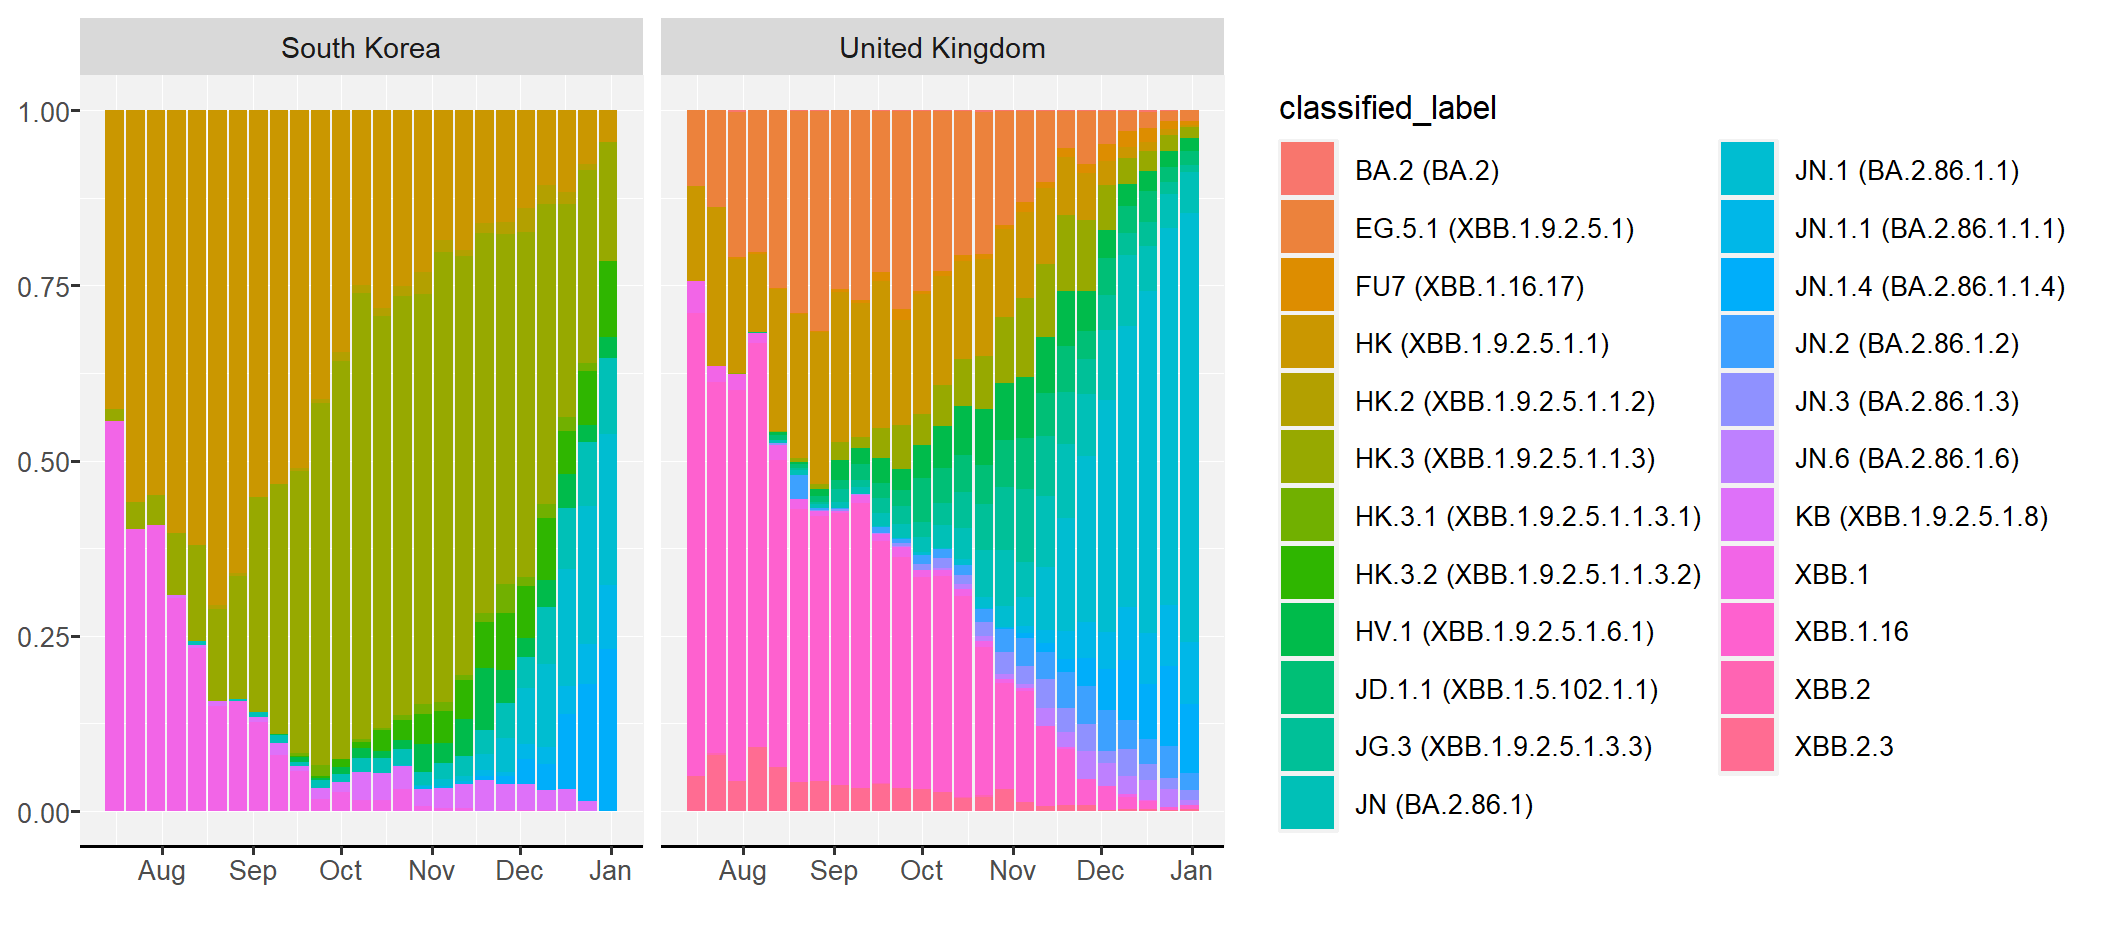 South Korea
United Kingdom
1.00
0.75
0.50
0.25
0.00
Aug Sep Oct Nov Dec Jan
Aug Sep Oct Nov Dec Jan
classified_label
BA.2 (BA.2)
EG.5.1 (XBB.1.9.2.5.1)
FU7 (XBB.1.16.17)
HK (XBB.1.9.2.5.1.1)
HK.2 (XBB.1.9.2.5.1.1.2)
HK.3 (XBB.1.9.2.5.1.1.3)
HK.3.1 (XBB.1.9.2.5.1.1.3.1)
HK.3.2 (XBB.1.9.2.5.1.1.3.2)
HV.1 (XBB.1.9.2.5.1.6.1)
JD.1.1 (XBB.1.5.102.1.1)
JG.3 (XBB.1.9.2.5.1.3.3)
JN (BA.2.86.1)
JN.1 (BA.2.86.1.1)
JN.1.1 (BA.2.86.1.1.1)
JN.1.4 (BA.2.86.1.1.4)
JN.2 (BA.2.86.1.2)
JN.3 (BA.2.86.1.3)
JN.6 (BA.2.86.1.6)
KB (XBB.1.9.2.5.1.8)
XBB.1
XBB.1.16
XBB.2
XBB.2.3